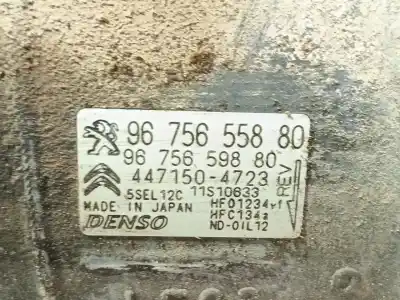 96 756 558 80
96 756 598 80
447150-4723
5SEL12C 11S10633
MADE IN JAPAN HFO1234yf
DENSO HFC134a
ND-OIL12
REV